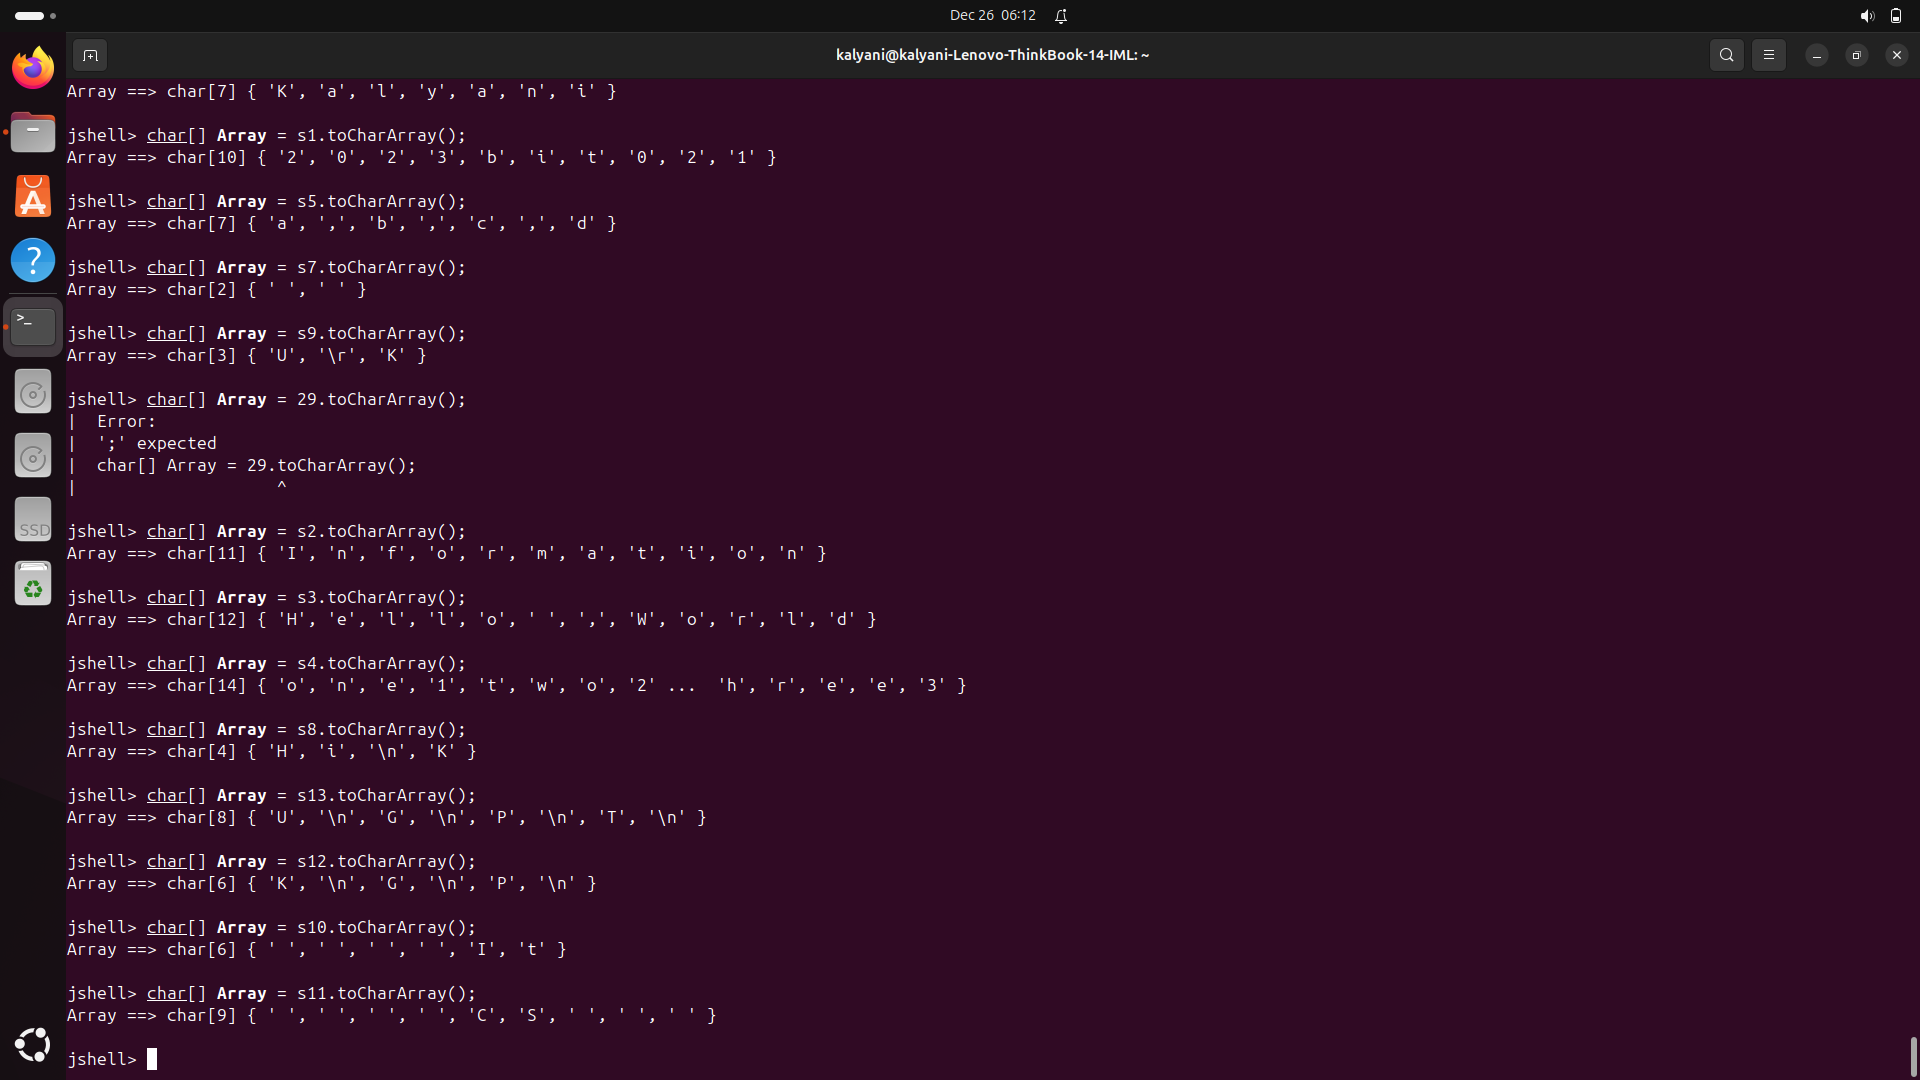 Dec 26 06:12
kalyani@kalyani-Lenovo-ThinkBook-14-IML: ~
Array ==> char[7] { 'K', 'a', 'l', 'y', 'a', 'n', 'i' }
jshell> char[] Array = s1.toCharArray();
Array ==> char[10] { '2', '0', '2', '3', 'b', 'i', 't', '0', '2', '1' }
jshell> char[] Array = s5.toCharArray();
Array ==> char[7] { 'a', ',', 'b', ',', 'c', ',', 'd' }
jshell> char[] Array = s7.toCharArray();
Array ==> char[2] { ' ', ' ' }
jshell> char[] Array = s9.toCharArray();
Array ==> char[3] { 'U', '\r', 'K' }
jshell> char[] Array = 29.toCharArray();
|  Error:
|  ';' expected
|  char[] Array = 29.toCharArray();
|                    ^
jshell> char[] Array = s2.toCharArray();
Array ==> char[11] { 'I', 'n', 'f', 'o', 'r', 'm', 'a', 't', 'i', 'o', 'n' }
jshell> char[] Array = s3.toCharArray();
Array ==> char[12] { 'H', 'e', 'l', 'l', 'o', ' ', ',', 'W', 'o', 'r', 'l', 'd' }
jshell> char[] Array = s4.toCharArray();
Array ==> char[14] { 'o', 'n', 'e', '1', 't', 'w', 'o', '2' ...  'h', 'r', 'e', 'e', '3' }
jshell> char[] Array = s8.toCharArray();
Array ==> char[4] { 'H', 'i', '\n', 'K' }
jshell> char[] Array = s13.toCharArray();
Array ==> char[8] { 'U', '\n', 'G', '\n', 'P', '\n', 'T', '\n' }
jshell> char[] Array = s12.toCharArray();
Array ==> char[6] { 'K', '\n', 'G', '\n', 'P', '\n' }
jshell> char[] Array = s10.toCharArray();
Array ==> char[6] { ' ', ' ', ' ', ' ', 'I', 't' }
jshell> char[] Array = s11.toCharArray();
Array ==> char[9] { ' ', ' ', ' ', ' ', 'C', 'S', ' ', ' ', ' ' }
jshell>
SSD